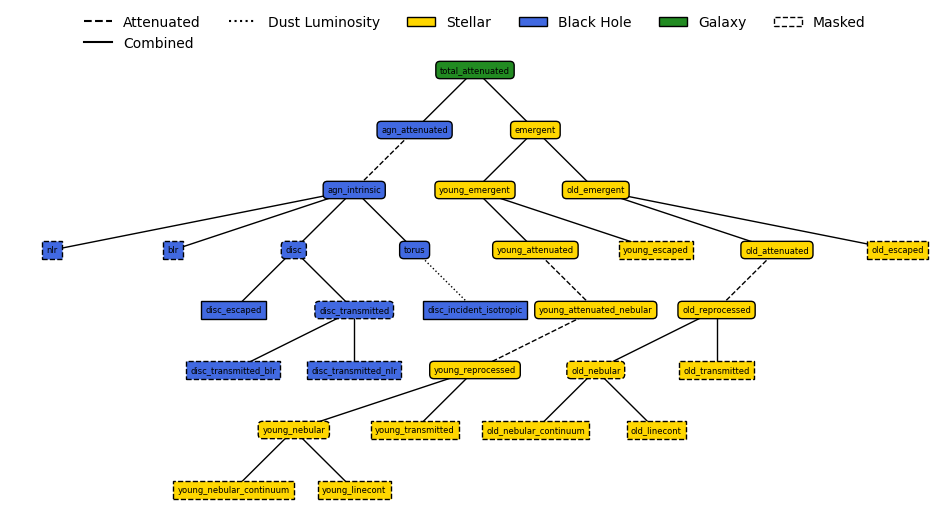 Attenuated Dust Luminosity Stellar Black Hole Galaxy Masked
Combined
total_attenuated
agn_attenuated emergent
agn_intrinsic young_emergent old_emergent
nlr blr disc torus young_attenuated young_escaped old_attenuated old_escaped
disc_escaped disc_transmitted disc_incident_isotropic young_attenuated_nebular old_reprocessed
disc_transmitted_blr disc_transmitted_nlr young_reprocessed old_nebular old_transmitted
young_nebular young_transmitted old_nebular_continuum old_linecont
young_nebular_continuum young_linecont